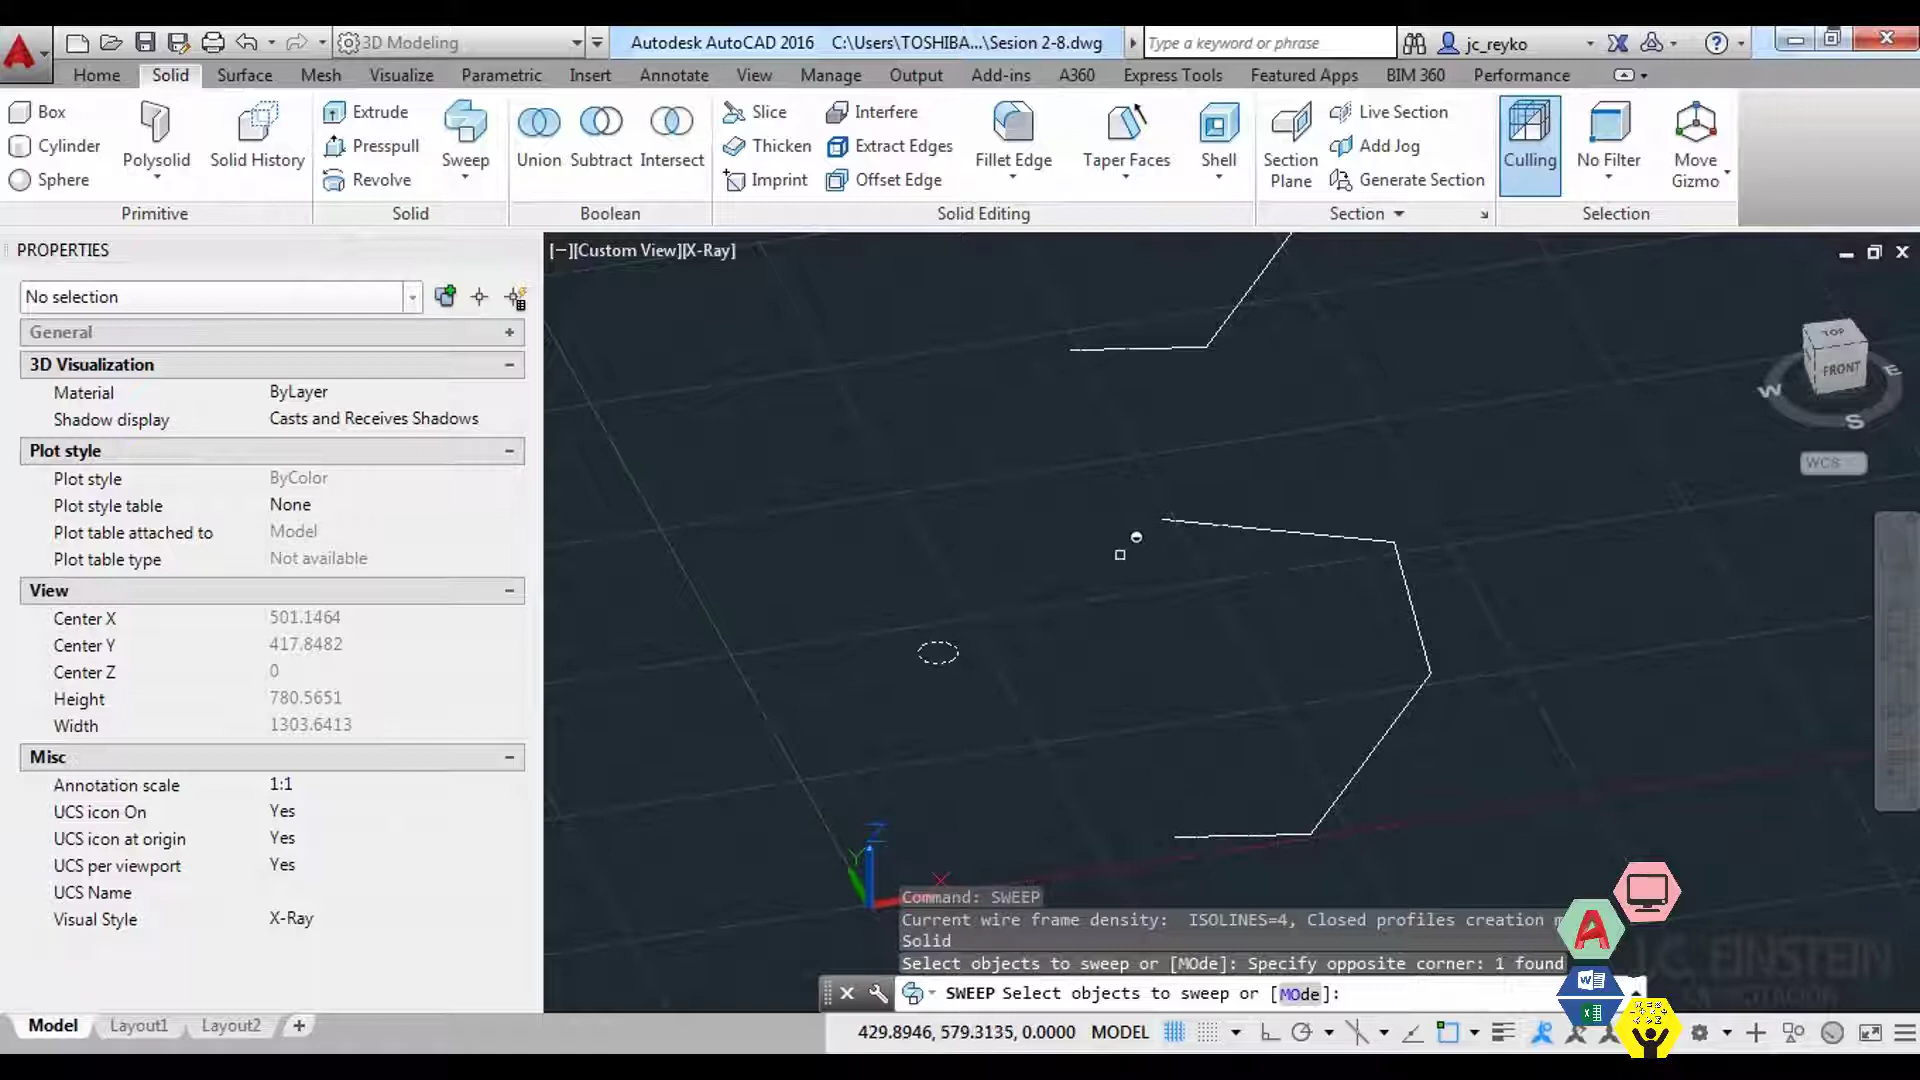 3D Modeling
Autodesk AutoCAD 2016 C:\Users\TOSHIBA...\Sesion 2-8.dwg
Type a keyword or phrase
jc_reyko
Home Solid Surface Mesh Visualize Parametric Insert Annotate View Manage Output Add-ins A360 Express Tools Featured Apps BIM 360 Performance
Box
Cylinder
Sphere
Polysolid
Solid History
Extrude
Presspull
Revolve
Sweep
Union Subtract Intersect
Slice
Thicken
Imprint
Interfere
Extract Edges
Offset Edge
Fillet Edge
Taper Faces
Shell
Section
Plane
Live Section
Add Jog
Generate Section
Culling
No Filter
Move
Gizmo
Primitive Solid Boolean Solid Editing Section Selection
PROPERTIES
No selection
General
3D Visualization
Material ByLayer
Shadow display Casts and Receives Shadows
Plot style
Plot style ByColor
Plot style table None
Plot table attached to Model
Plot table type Not available
View
Center X 501.1464
Center Y 417.8482
Center Z 0
Height 780.5651
Width 1303.6413
Misc
Annotation scale 1:1
UCS icon On Yes
UCS icon at origin Yes
UCS per viewport Yes
UCS Name
Visual Style X-Ray
[−][Custom View][X-Ray]
TOP
FRONT
W
S
E
WCS
Z
Y
X
Command: SWEEP
Current wire frame density: ISOLINES=4, Closed profiles creation m
Solid
Select objects to sweep or [MOde]: Specify opposite corner: 1 found
SWEEP Select objects to sweep or [MOde]:
J.C. EINSTEIN
CAPACITACION
Model Layout1 Layout2 +
429.8946, 579.3135, 0.0000 MODEL